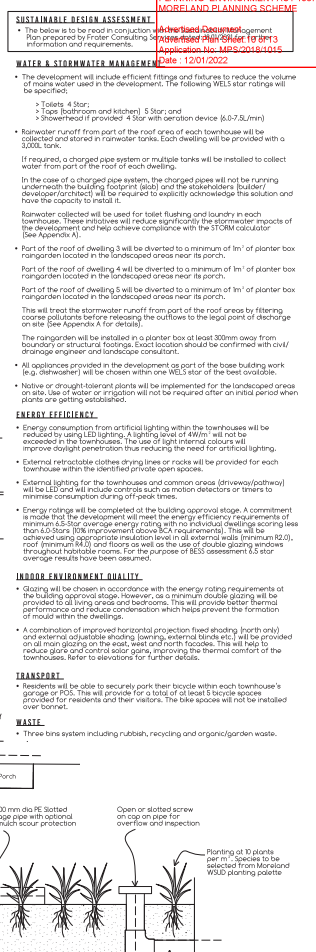 MORELAND PLANNING SCHEME
Advertised Document
Advertised Plan Sheet 10 of 13
Application No: MPS/2018/1015
Date : 12/01/2022
SUSTAINABLE DESIGN ASSESSMENT
• The below is to be read in conjunction with Management
Plan prepared by Frater Consulting Services dated for
information and requirements.
WATER & STORMWATER MANAGEMENT
• The development will include efficient fittings and fixtures to reduce the volume
of mains water used in the development. The following WELS star ratings will
be specified;
> Toilets 4 Star;
> Taps (bathroom and kitchen) 5 Star; and
> Showerhead if provided 4 Star with aeration device (6.0-7.5L/min)
• Rainwater runoff from part of the roof area of each townhouse will be
collected and stored in rainwater tanks. Each dwelling will be provided with a
3,000L tank.
If required, a charged pipe system or multiple tanks will be installed to collect
water from part of the roof of each dwelling.
In the case of a charged pipe system, the charged pipes will not be running
underneath the building footprint (slab) and the stakeholders (builder/
developer/architect) will be required to explicitly acknowledge this solution and
have the capacity to install it.
Rainwater collected will be used for toilet flushing and laundry in each
townhouse. These initiatives will reduce significantly the stormwater impacts of
the development and help achieve compliance with the STORM calculator
(See Appendix A).
• Part of the roof of dwelling 3 will be diverted to a minimum of 1m² of planter box
raingarden located in the landscaped areas near its porch.
Part of the roof of dwelling 4 will be diverted to a minimum of 1m² of planter box
raingarden located in the landscaped areas near its porch.
Part of the roof of dwelling 5 will be diverted to a minimum of 1m² of planter box
raingarden located in the landscaped areas near its porch.
This will treat the stormwater runoff from part of the roof areas by filtering
coarse pollutants before releasing the outflows to the legal point of discharge
on site (See Appendix A for details).
The raingarden will be installed in a planter box at least 300mm away from
boundary or structural footings. Exact location should be confirmed with civil/
drainage engineer and landscape consultant.
• All appliances provided in the development as part of the base building work
(e.g. dishwasher) will be chosen within one WELS star of the best available.
• Native or drought-tolerant plants will be implemented for the landscaped areas
on site. Use of water or irrigation will not be required after an initial period when
plants are getting established.
ENERGY EFFICIENCY
• Energy consumption from artificial lighting within the townhouses will be
reduced by using LED lighting. A lighting level of 4W/m² will not be
exceeded in the townhouses. The use of light internal colours will
improve daylight penetration thus reducing the need for artificial lighting.
• External retractable clothes drying lines or racks will be provided for each
townhouse within the identified private open spaces.
• External lighting for the townhouses and common areas (driveway/pathway)
will be LED and will include controls such as motion detectors or timers to
minimise consumption during off-peak times.
• Energy ratings will be completed at the building approval stage. A commitment
is made that the development will meet the energy efficiency requirements of
minimum 6.5-Star average energy rating with no individual dwellings scoring less
than 6.0-Stars (10% improvement above BCA requirements). This will be
achieved using appropriate insulation level in all external walls (minimum R2.0),
roof (minimum R4.0) and floors as well as the use of double glazing windows
throughout habitable rooms. For the purpose of BESS assessment 6.5 star
average results have been assumed.
INDOOR ENVIRONMENT QUALITY
• Glazing will be chosen in accordance with the energy rating requirements at
the building approval stage. However, as a minimum double glazing will be
provided to all living areas and bedrooms. This will provide better thermal
performance and reduce condensation which helps prevent the formation
of mould within the dwellings.
• A combination of improved horizontal projection fixed shading (north only)
and external adjustable shading (awning, external blinds etc.) will be provided
on all main glazing on the east, west and north facades. This will help to
reduce glare and control solar gains, improving the thermal comfort of the
townhouses. Refer to elevations for further details.
TRANSPORT
• Residents will be able to securely park their bicycle within each townhouse's
garage or POS. This will provide for a total of at least 5 bicycle spaces
provided for residents and their visitors. The bike spaces will not be installed
over bonnet.
WASTE
• Three bins system including rubbish, recycling and organic/garden waste.
Porch
00 mm dia PE Slotted
age pipe with optional
mulch scour protection
Open or slotted screw
on cap on pipe for
overflow and inspection
Planting at 10 plants
per m². Species to be
selected from Moreland
WSUD planting palette